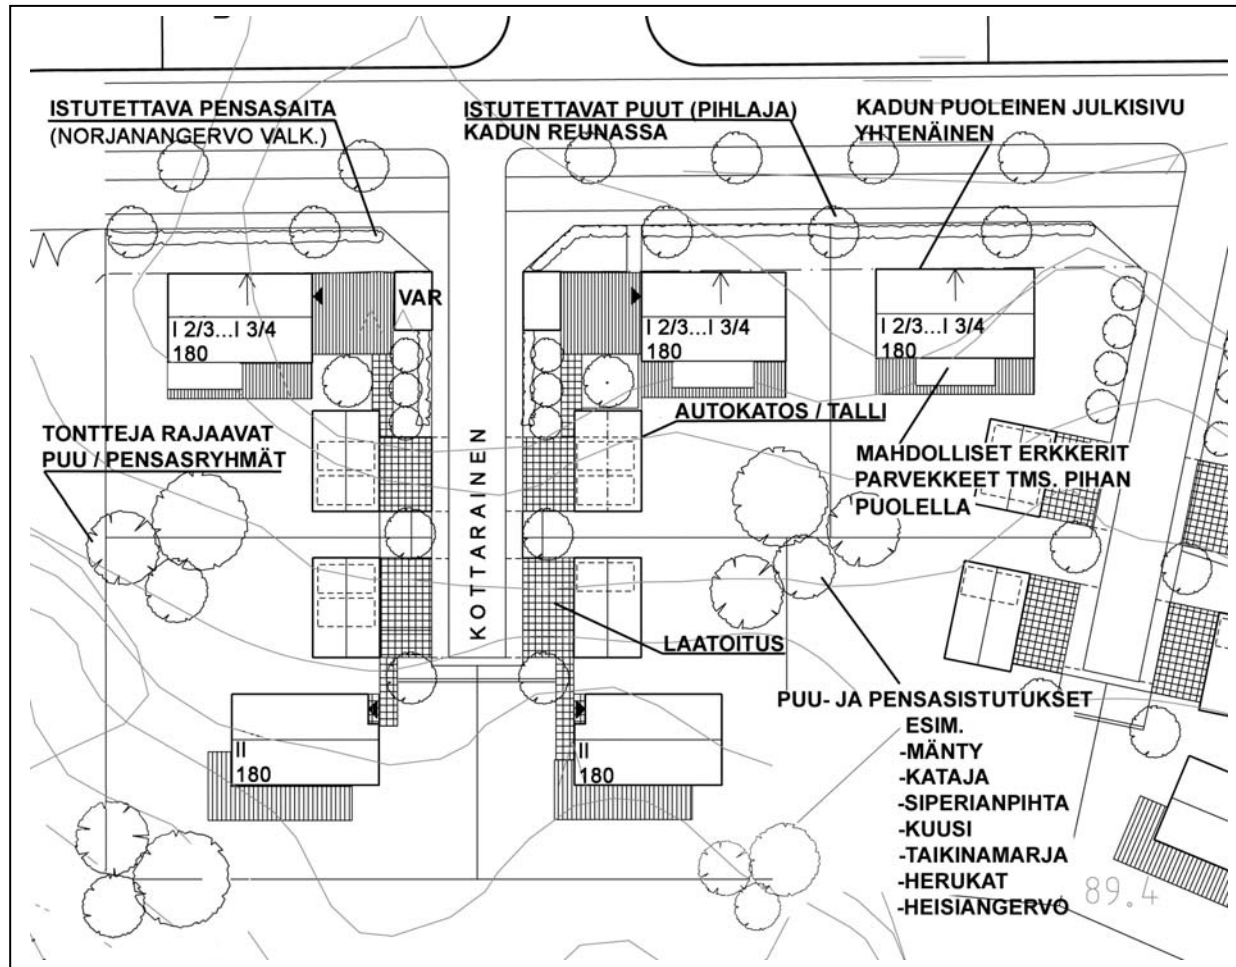 ISTUTETTAVA PENSASAITA
(NORJANANGERVO VALK.)
ISTUTETTAVAT PUUT (PIHLAJA)
KADUN REUNASSA
KADUN PUOLEINEN JULKISIVU
YHTENÄINEN
VAR
I 2/3...I 3/4
180
I 2/3...I 3/4
180
I 2/3...I 3/4
180
AUTOKATOS / TALLI
TONTTEJA RAJAAVAT
PUU / PENSASRYHMÄT
MAHDOLLISET ERKKERIT
PARVEKKEET TMS. PIHAN
PUOLELLA
KOTTARAINEN
LAATOITUS
II
180
II
180
PUU- JA PENSASISTUTUKSET
ESIM.
-MÄNTY
-KATAJA
-SIPERIANPIHTA
-KUUSI
-TAIKINAMARJA
-HERUKAT
-HEISIANGERVO
89.4